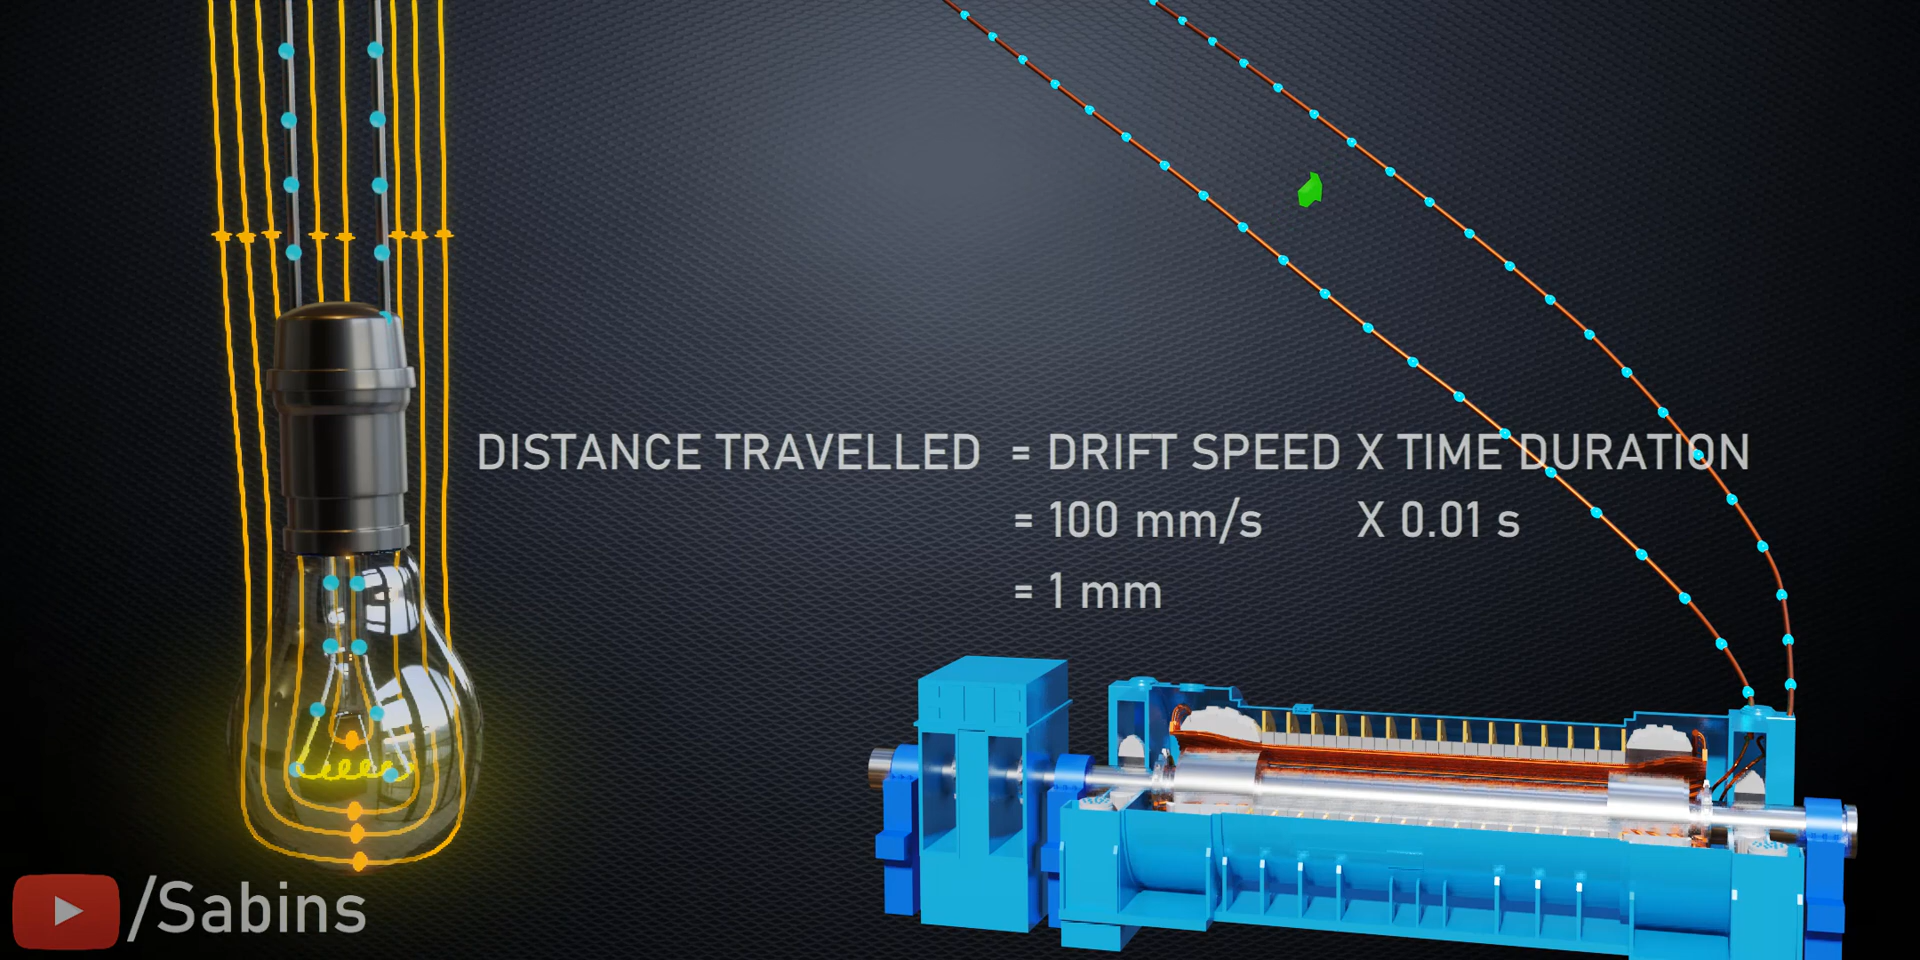 DISTANCE TRAVELLED = DRIFT SPEED X TIME DURATION
= 100 mm/s X 0.01 s
= 1 mm
/Sabins